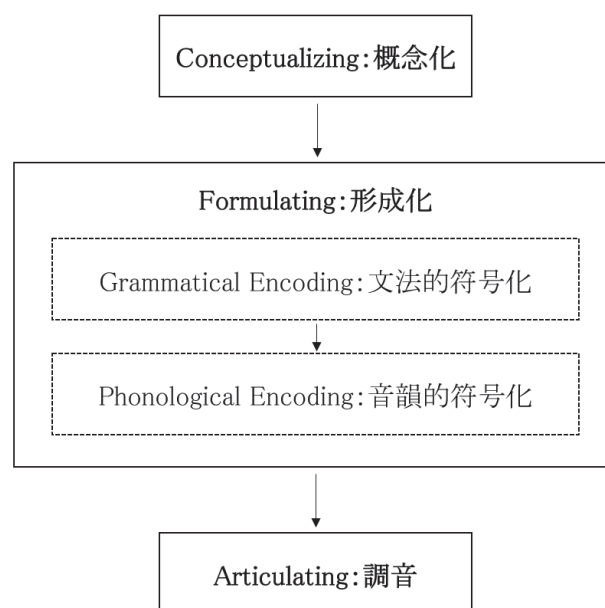 Conceptualizing:概念化
Formulating:形成化
Grammatical Encoding:文法的符号化
Phonological Encoding:音韻的符号化
Articulating:調音